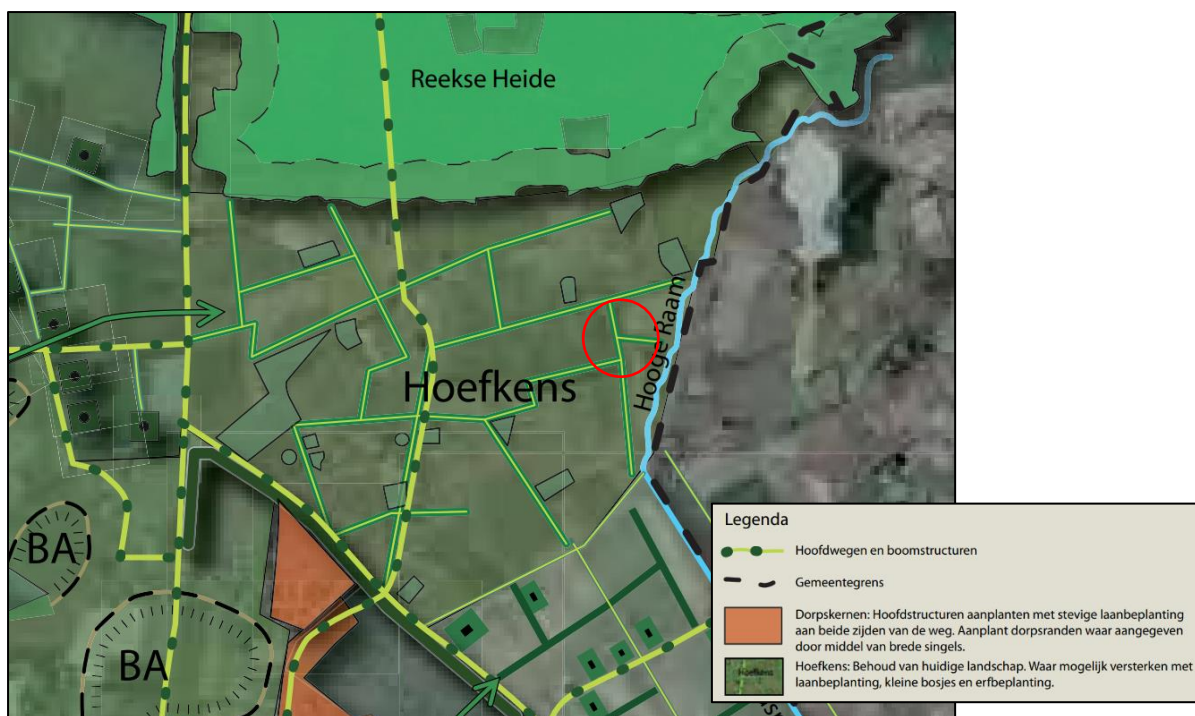 Reekse Heide
Hooge Raam
Hoefkens
BA
BA
Legenda
Hoofdwegen en boomstructuren
Gemeentegrens
Dorpskernen: Hoofdstructuren aanplanten met stevige laanbeplanting
aan beide zijden van de weg. Aanplant dorpsranden waar aangegeven
door middel van brede singels.
Hoefkens
Hoefkens: Behoud van huidige landschap. Waar mogelijk versterken met
laanbeplanting, kleine bosjes en erfbeplanting.